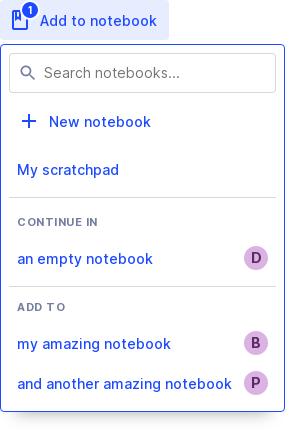 1
Add to notebook
Search notebooks...
New notebook
My scratchpad
CONTINUE IN
an empty notebook D
ADD TO
my amazing notebook B
and another amazing notebook P